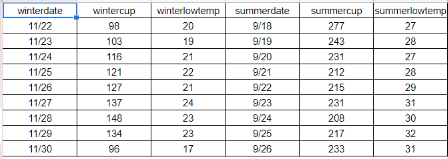 winterdate wintercup winterlowtemp summerdate summercup summerlowtemp
11/22 98 20 9/18 277 27
11/23 103 19 9/19 243 28
11/24 116 21 9/20 231 27
11/25 121 22 9/21 212 28
11/26 127 21 9/22 215 29
11/27 137 24 9/23 231 31
11/28 148 23 9/24 208 30
11/29 134 23 9/25 217 32
11/30 96 17 9/26 233 31